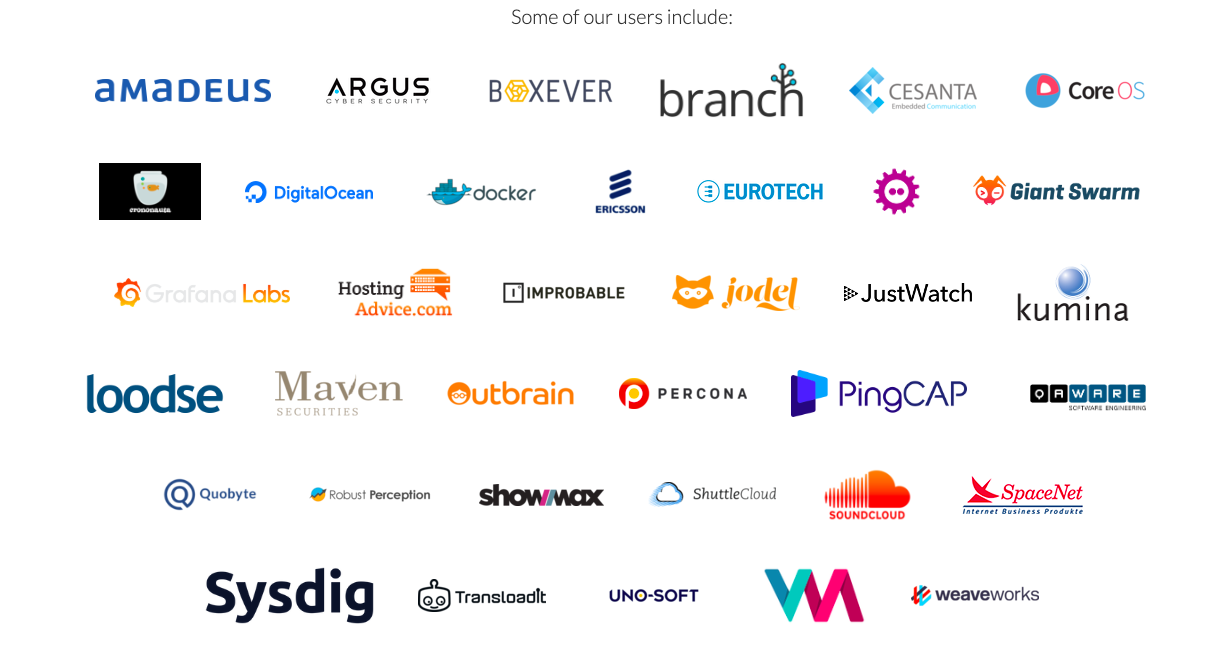 Some of our users include:
aMaDEUS
ARGUS
CYBER SECURITY
BOXEVER
branch
CESANTA
Embedded Communication
CoreOS
crononauta
DigitalOcean
docker
ERICSSON
EUROTECH
Giant Swarm
Grafana Labs
Hosting
Advice.com
IMPROBABLE
jodel
JustWatch
kumina
loodse
Maven
SECURITIES
Outbrain
PERCONA
PingCAP
QAWARE
SOFTWARE ENGINEERING
Quobyte
Robust Perception
showmax
ShuttleCloud
SOUNDCLOUD
SpaceNet
Internet Business Produkte
Sysdig
Transloadit
UNO-SOFT
weaveworks